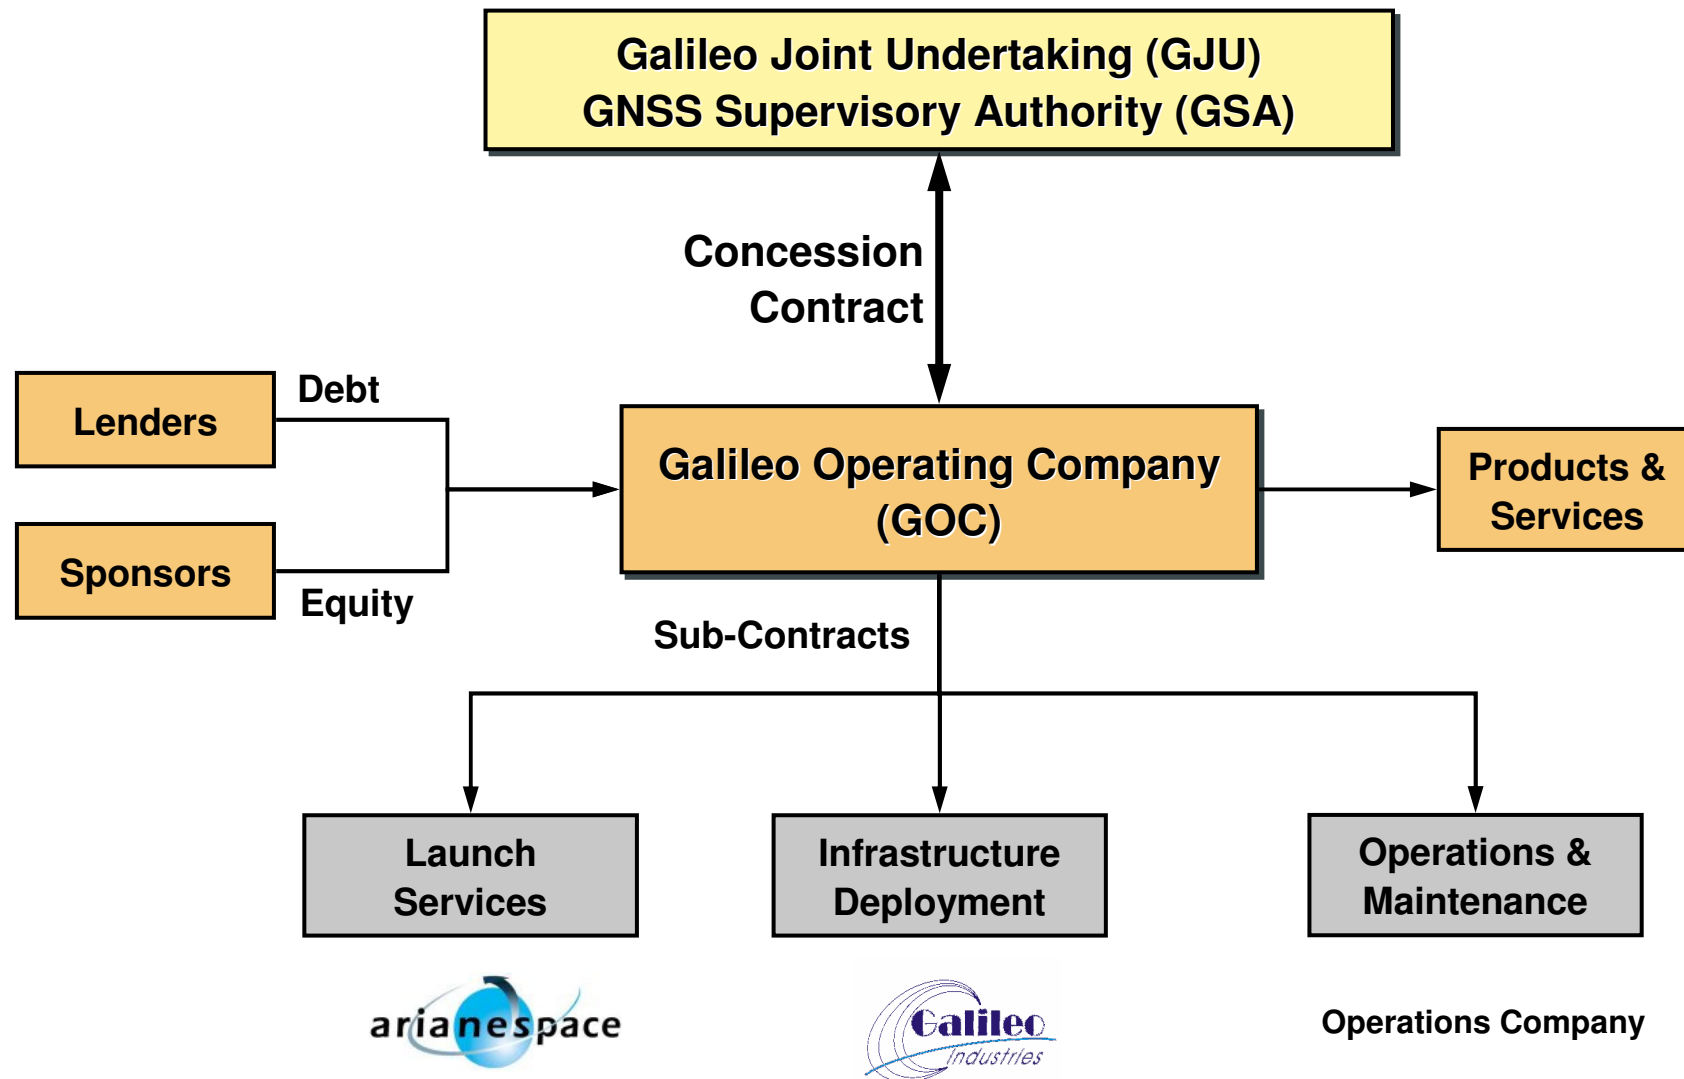 Galileo Joint Undertaking (GJU)
GNSS Supervisory Authority (GSA)
Concession
Contract
Lenders
Debt
Sponsors
Equity
Galileo Operating Company
(GOC)
Products &
Services
Sub-Contracts
Launch
Services
Infrastructure
Deployment
Operations &
Maintenance
arianespace
Galileo
Industries
Operations Company